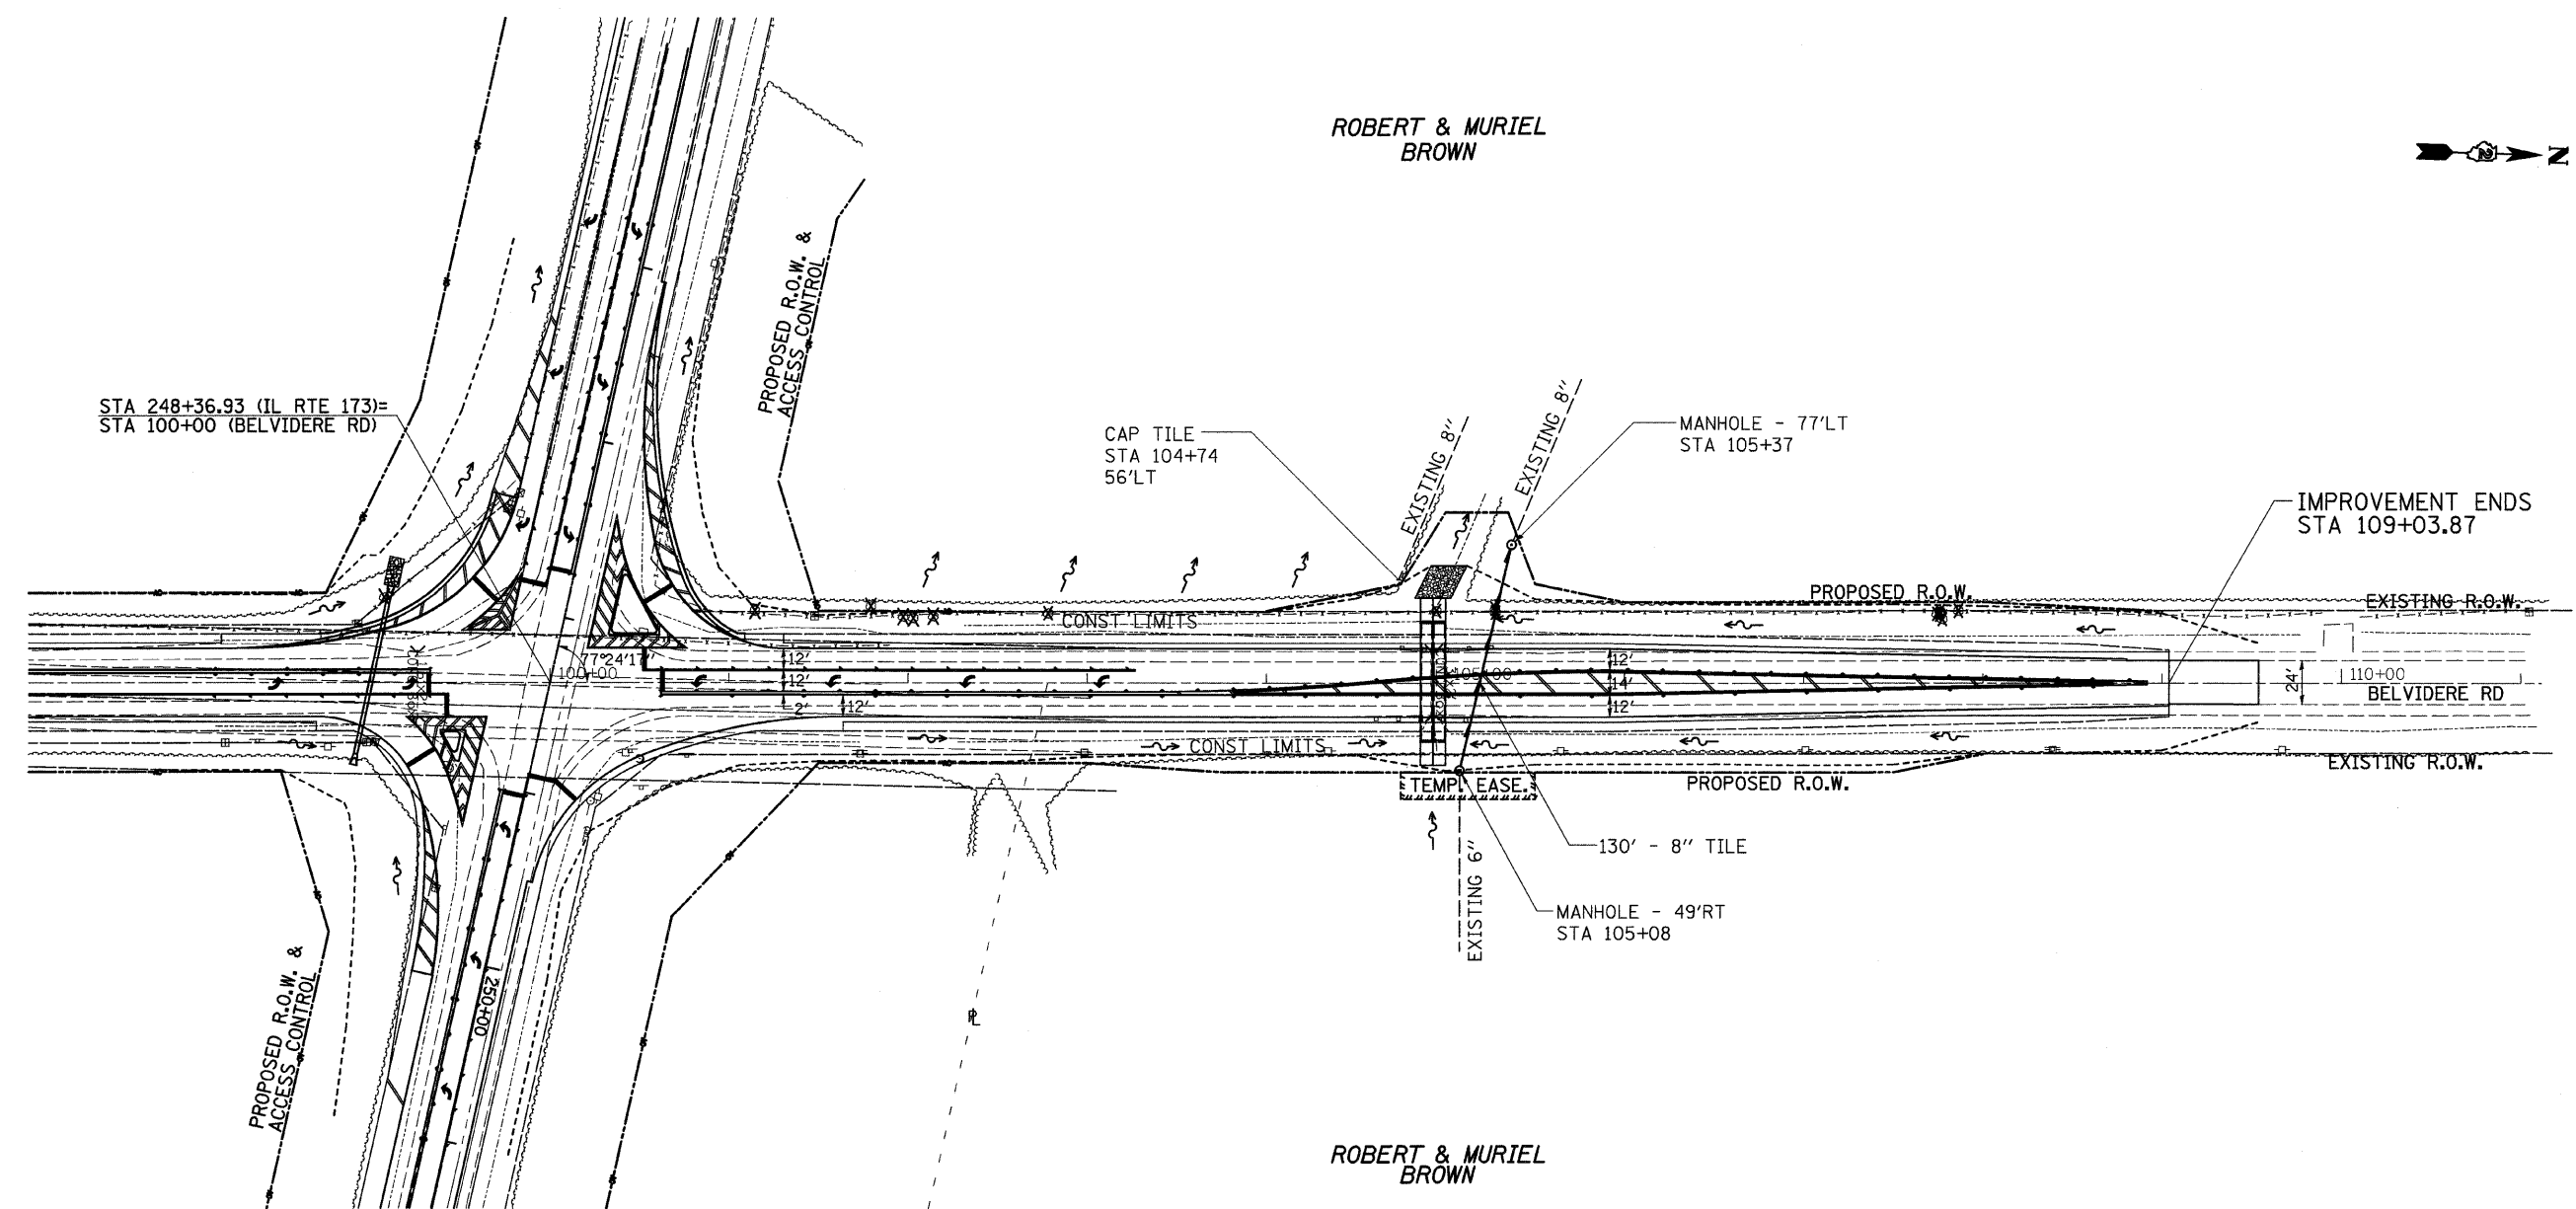 ROBERT & MURIEL
BROWN
N
PROPOSED R.O.W. &
ACCESS CONTROL
STA 248+36.93 (IL RTE 173)=
STA 100+00 (BELVIDERE RD)
CAP TILE
STA 104+74
56'LT
EXISTING 8"
EXISTING 8"
MANHOLE - 77'LT
STA 105+37
IMPROVEMENT ENDS
STA 109+03.87
PROPOSED R.O.W.
EXISTING R.O.W.
CONST LIMITS
77°24'17"
100+00
12'
12'
2'
12'
105+00
12'
14'
12'
24'
110+00
BELVIDERE RD
CONST LIMITS
EXISTING R.O.W.
TEMP. EASE.
PROPOSED R.O.W.
130' - 8" TILE
EXISTING 6"
MANHOLE - 49'RT
STA 105+08
250+00
PROPOSED R.O.W. &
ACCESS CONTROL
PL
ROBERT & MURIEL
BROWN